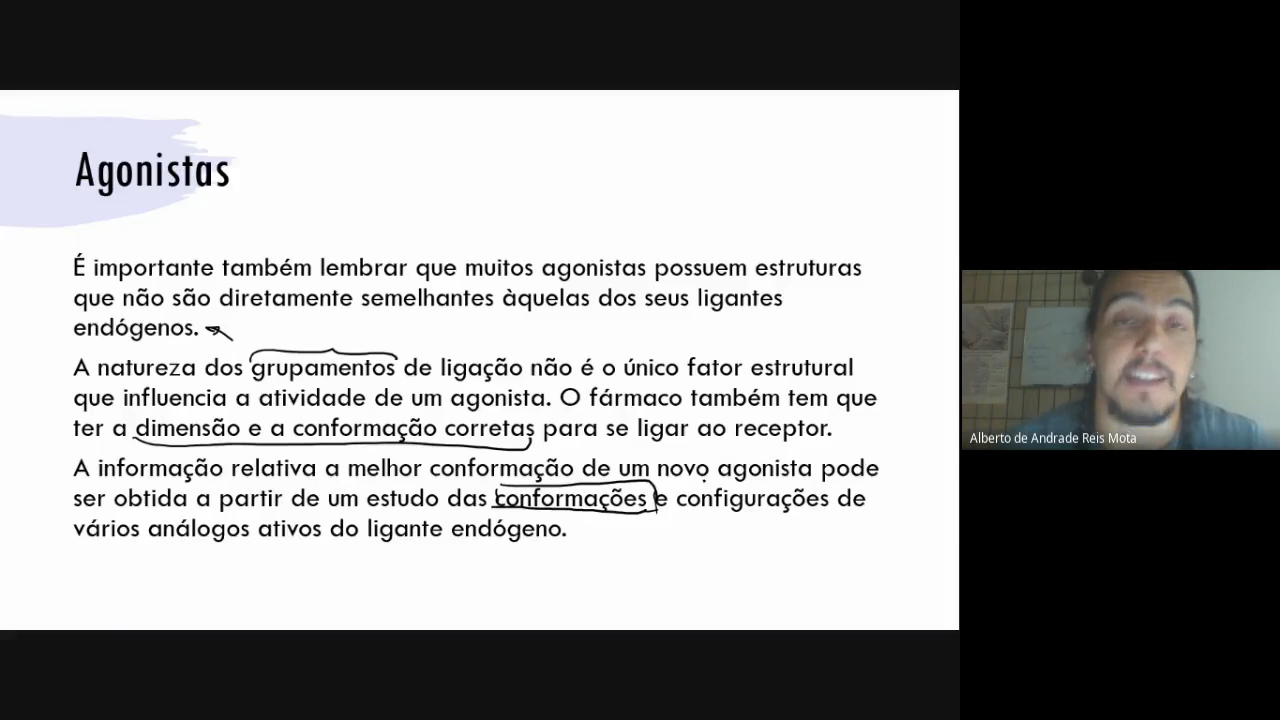 Agonistas
É importante também lembrar que muitos agonistas possuem estruturas
que não são diretamente semelhantes àquelas dos seus ligantes
endógenos.
A natureza dos grupamentos de ligação não é o único fator estrutural
que influencia a atividade de um agonista. O fármaco também tem que
ter a dimensão e a conformação corretas para se ligar ao receptor.
A informação relativa a melhor conformação de um novo agonista pode
ser obtida a partir de um estudo das conformações e configurações de
vários análogos ativos do ligante endógeno.
Alberto de Andrade Reis Mota